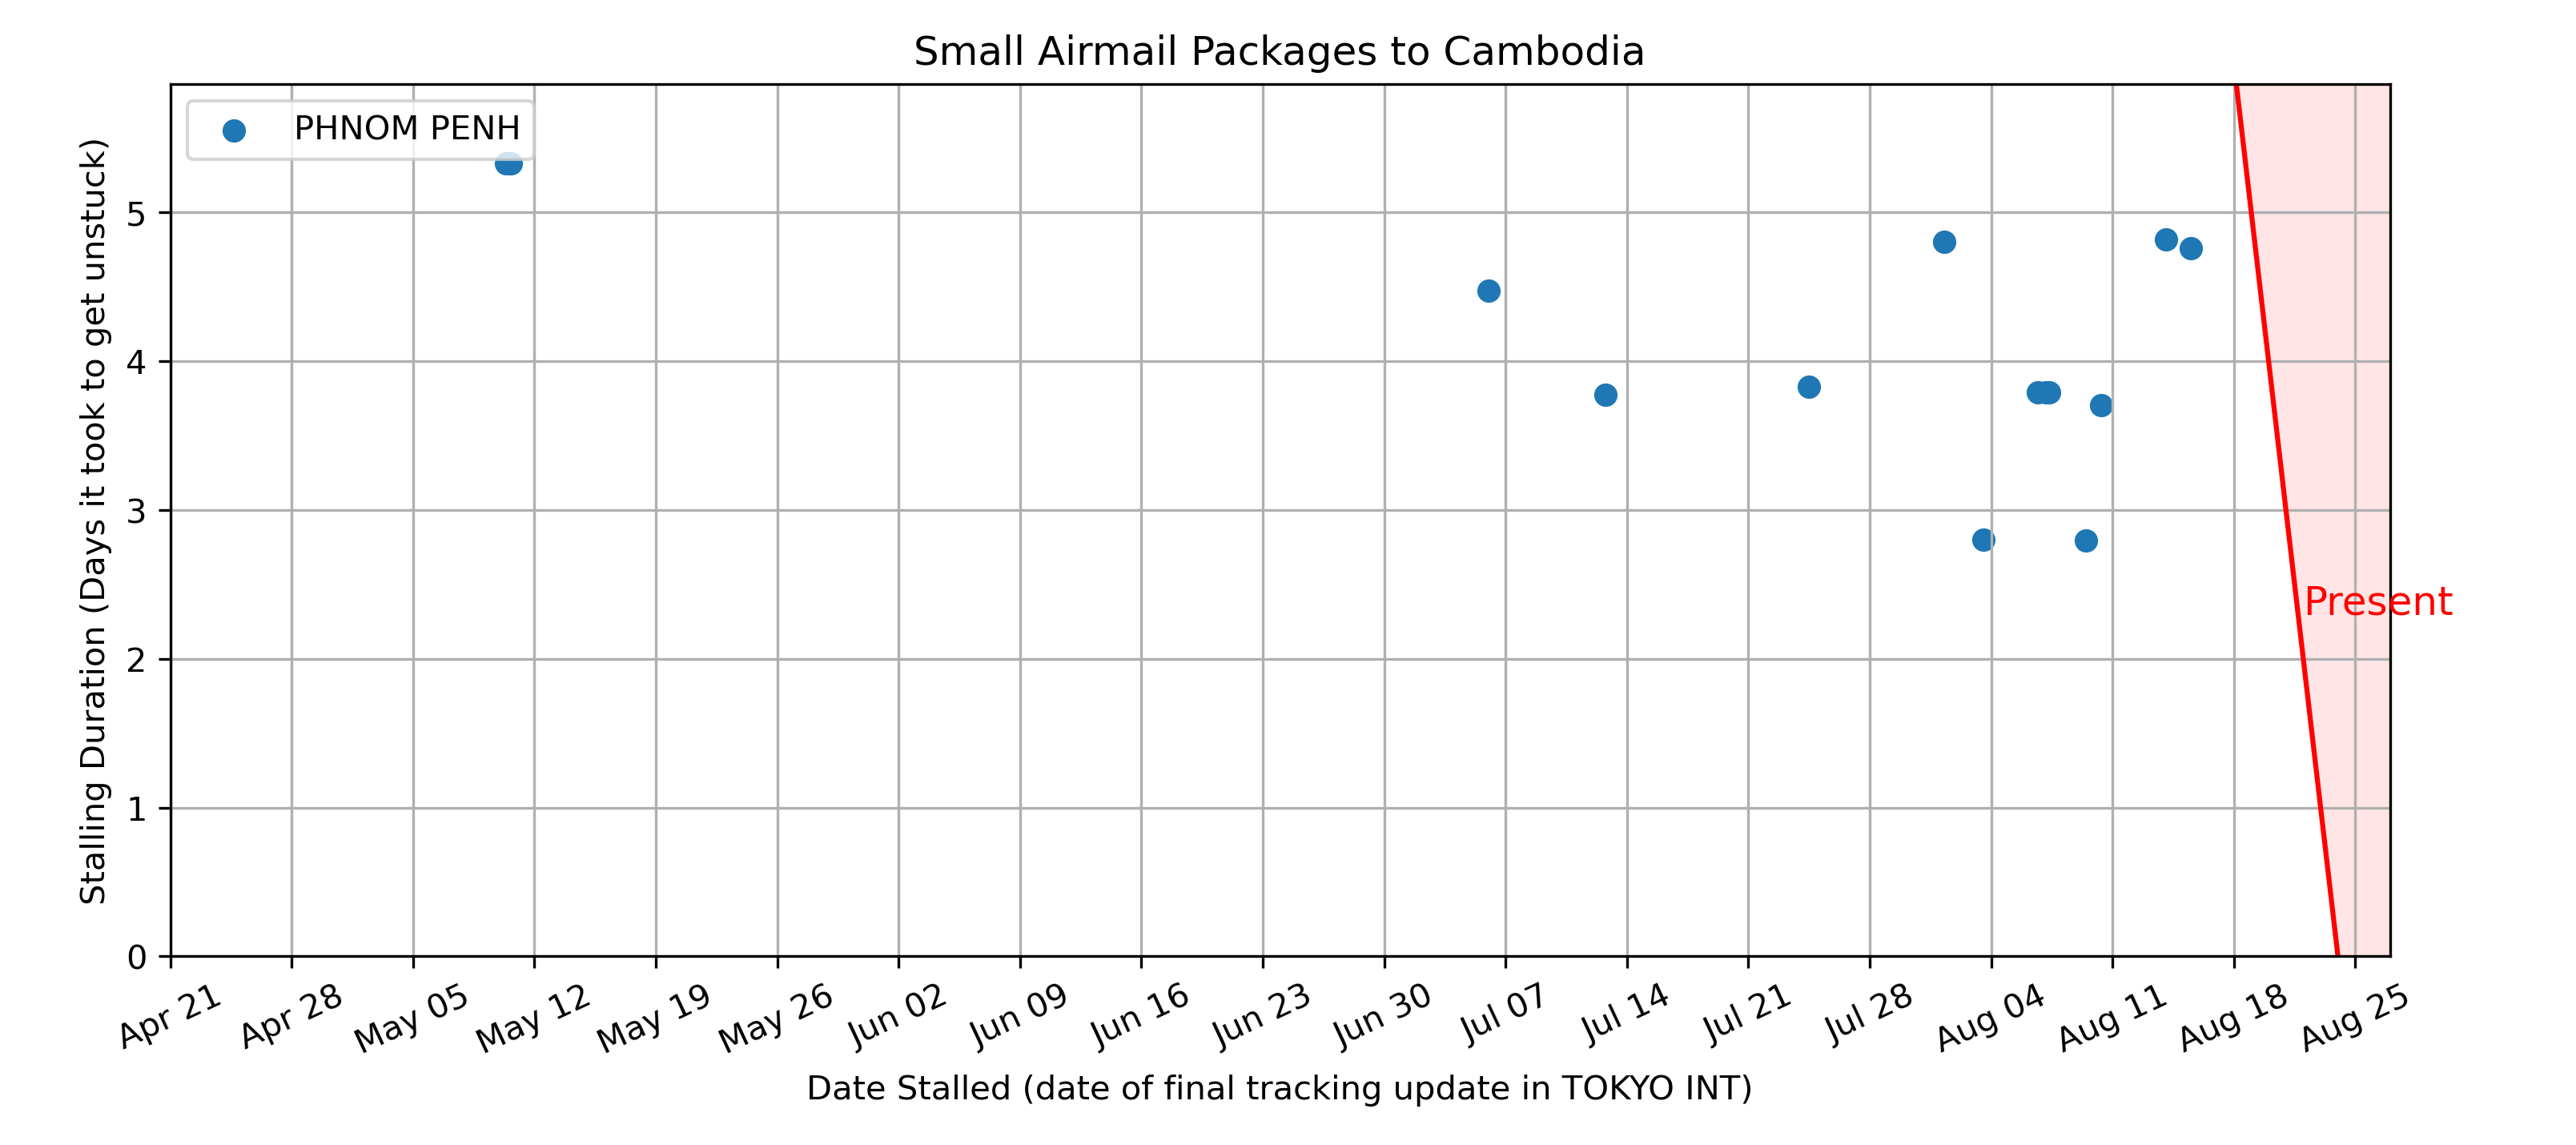 Small Airmail Packages to Cambodia
PHNOM PENH
Stalling Duration (Days it took to get unstuck)
5
4
3
2
1
0
Present
Apr 21
Apr 28
May 05
May 12
May 19
May 26
Jun 02
Jun 09
Jun 16
Jun 23
Jun 30
Jul 07
Jul 14
Jul 21
Jul 28
Aug 04
Aug 11
Aug 18
Aug 25
Date Stalled (date of final tracking update in TOKYO INT)